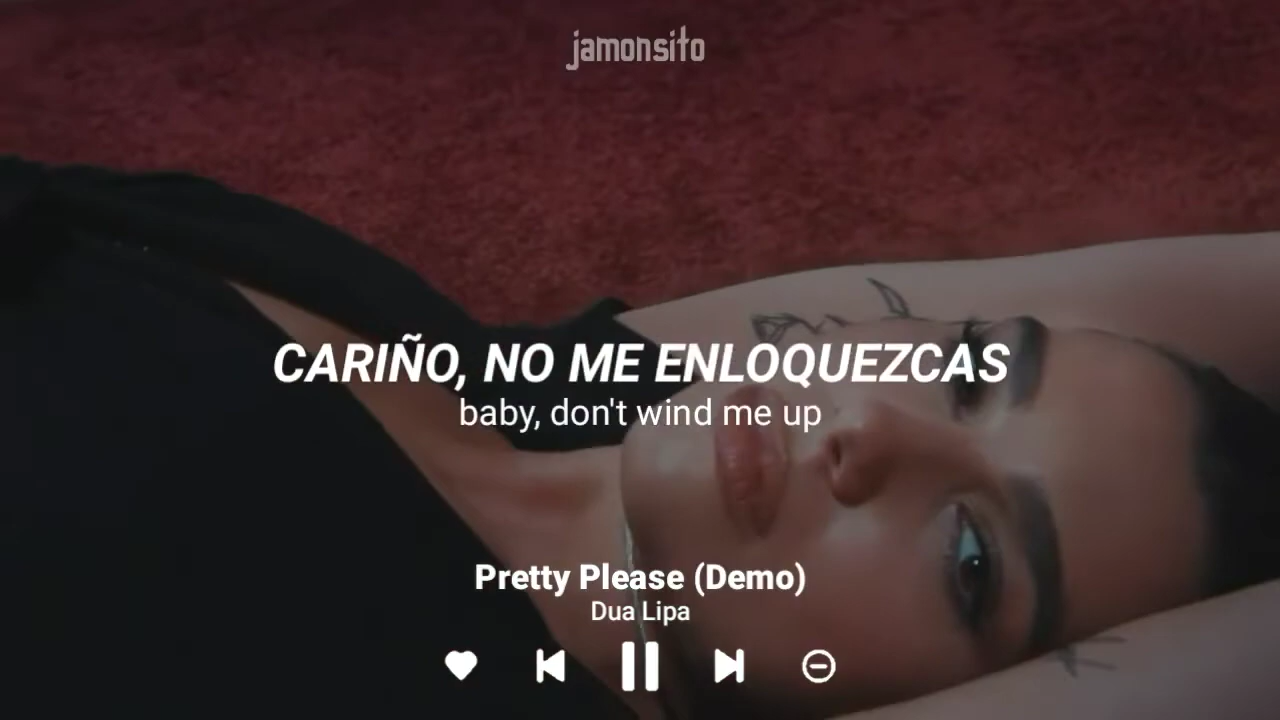 jamonsito
CARIÑO, NO ME ENLOQUEZCAS
baby, don't wind me up
Pretty Please (Demo)
Dua Lipa